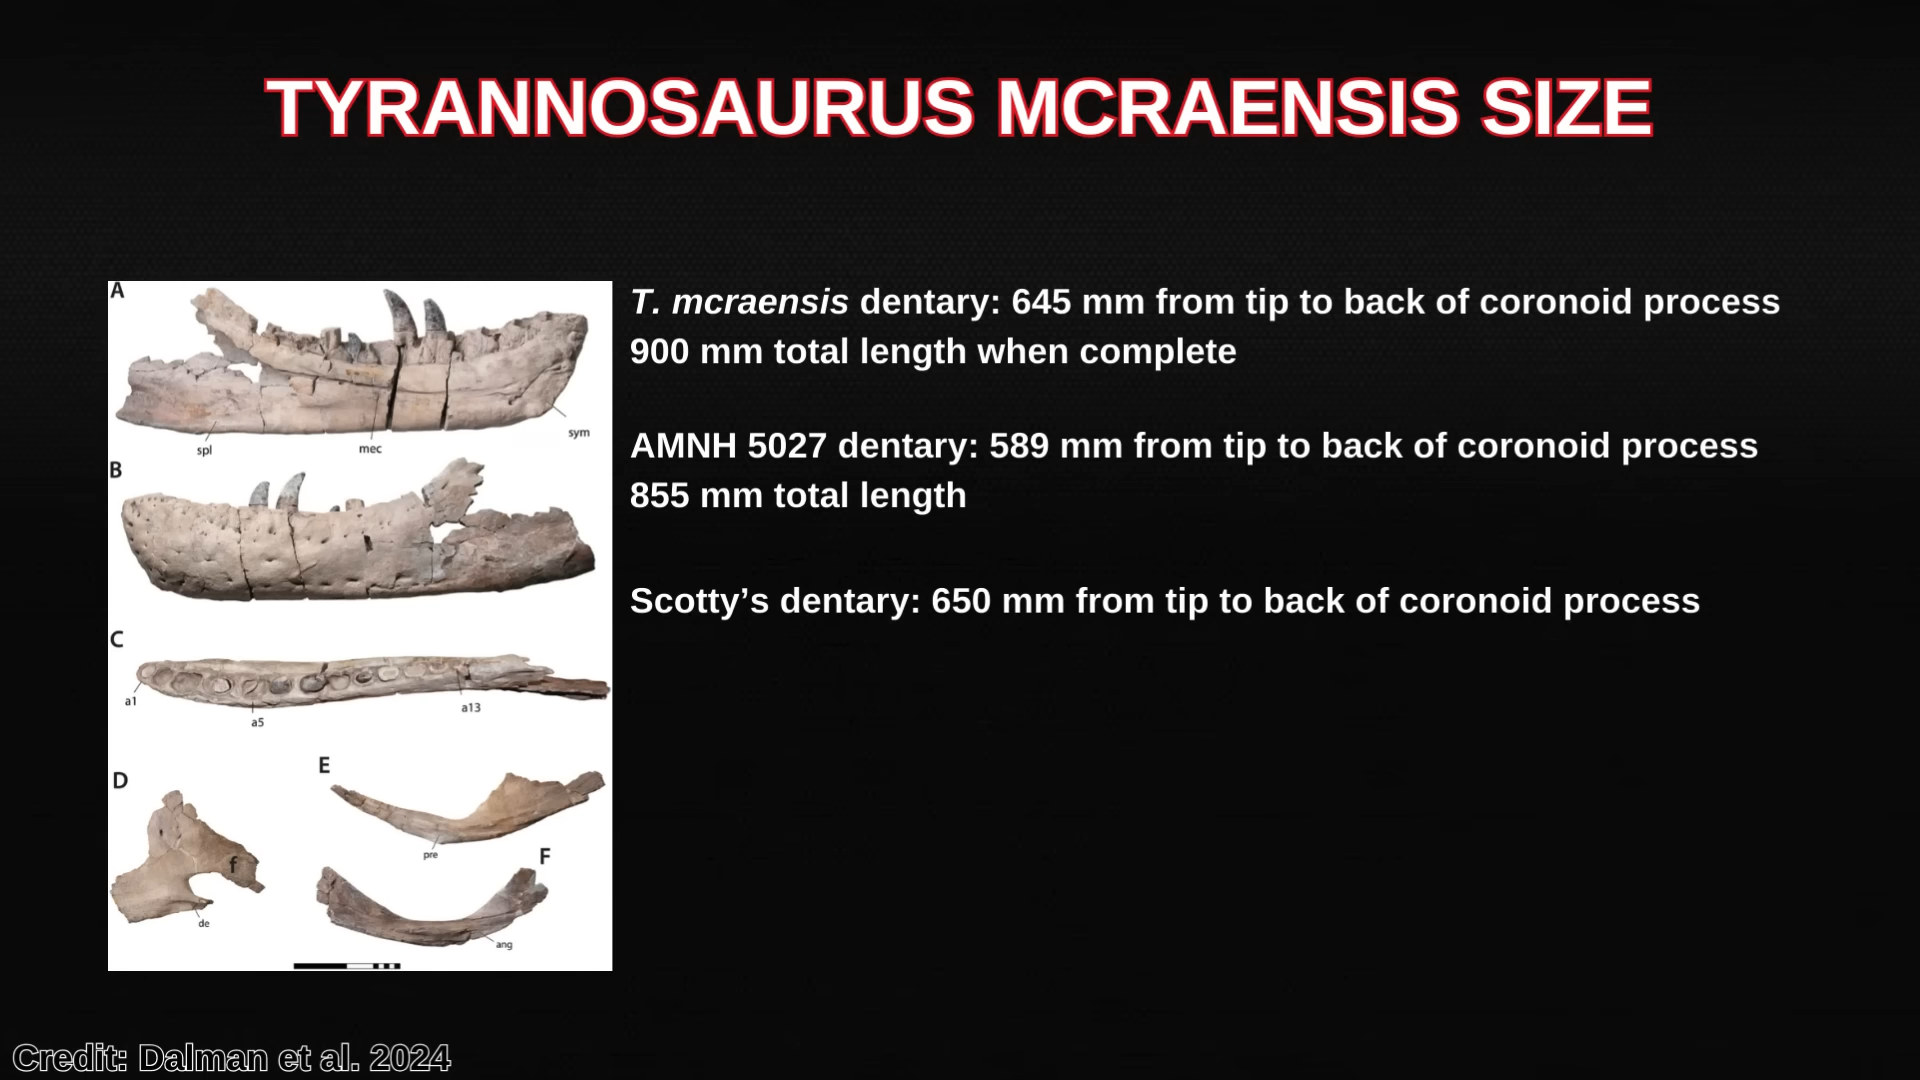 TYRANNOSAURUS MCRAENSIS SIZE
A
spl
mec
sym
B
C
a1
a5
a13
D
f
de
E
pre
F
ang
T. mcraensis dentary: 645 mm from tip to back of coronoid process
900 mm total length when complete
AMNH 5027 dentary: 589 mm from tip to back of coronoid process
855 mm total length
Scotty’s dentary: 650 mm from tip to back of coronoid process
Credit: Dalman et al. 2024